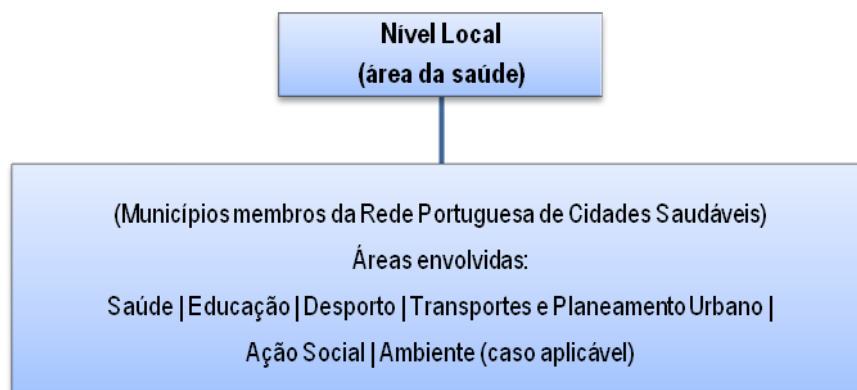 Nível Local
(área da saúde)
(Municípios membros da Rede Portuguesa de Cidades Saudáveis)
Áreas envolvidas:
Saúde | Educação | Desporto | Transportes e Planeamento Urbano |
Ação Social | Ambiente (caso aplicável)